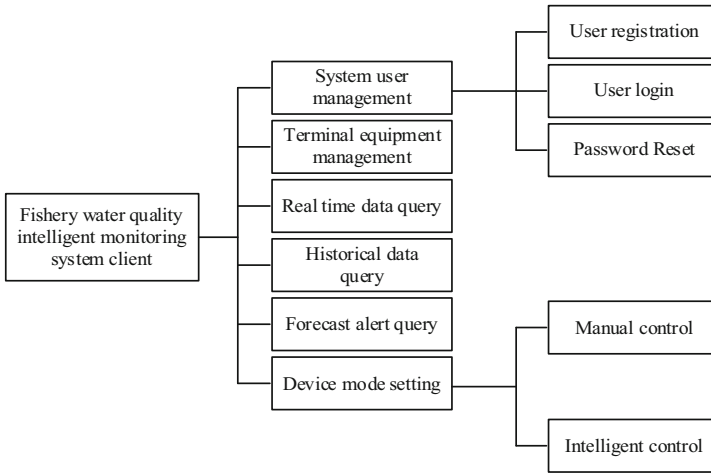 Fishery water quality
intelligent monitoring
system client
System user
management
Terminal equipment
management
Real time data query
Historical data
query
Forecast alert query
Device mode setting
User registration
User login
Password Reset
Manual control
Intelligent control